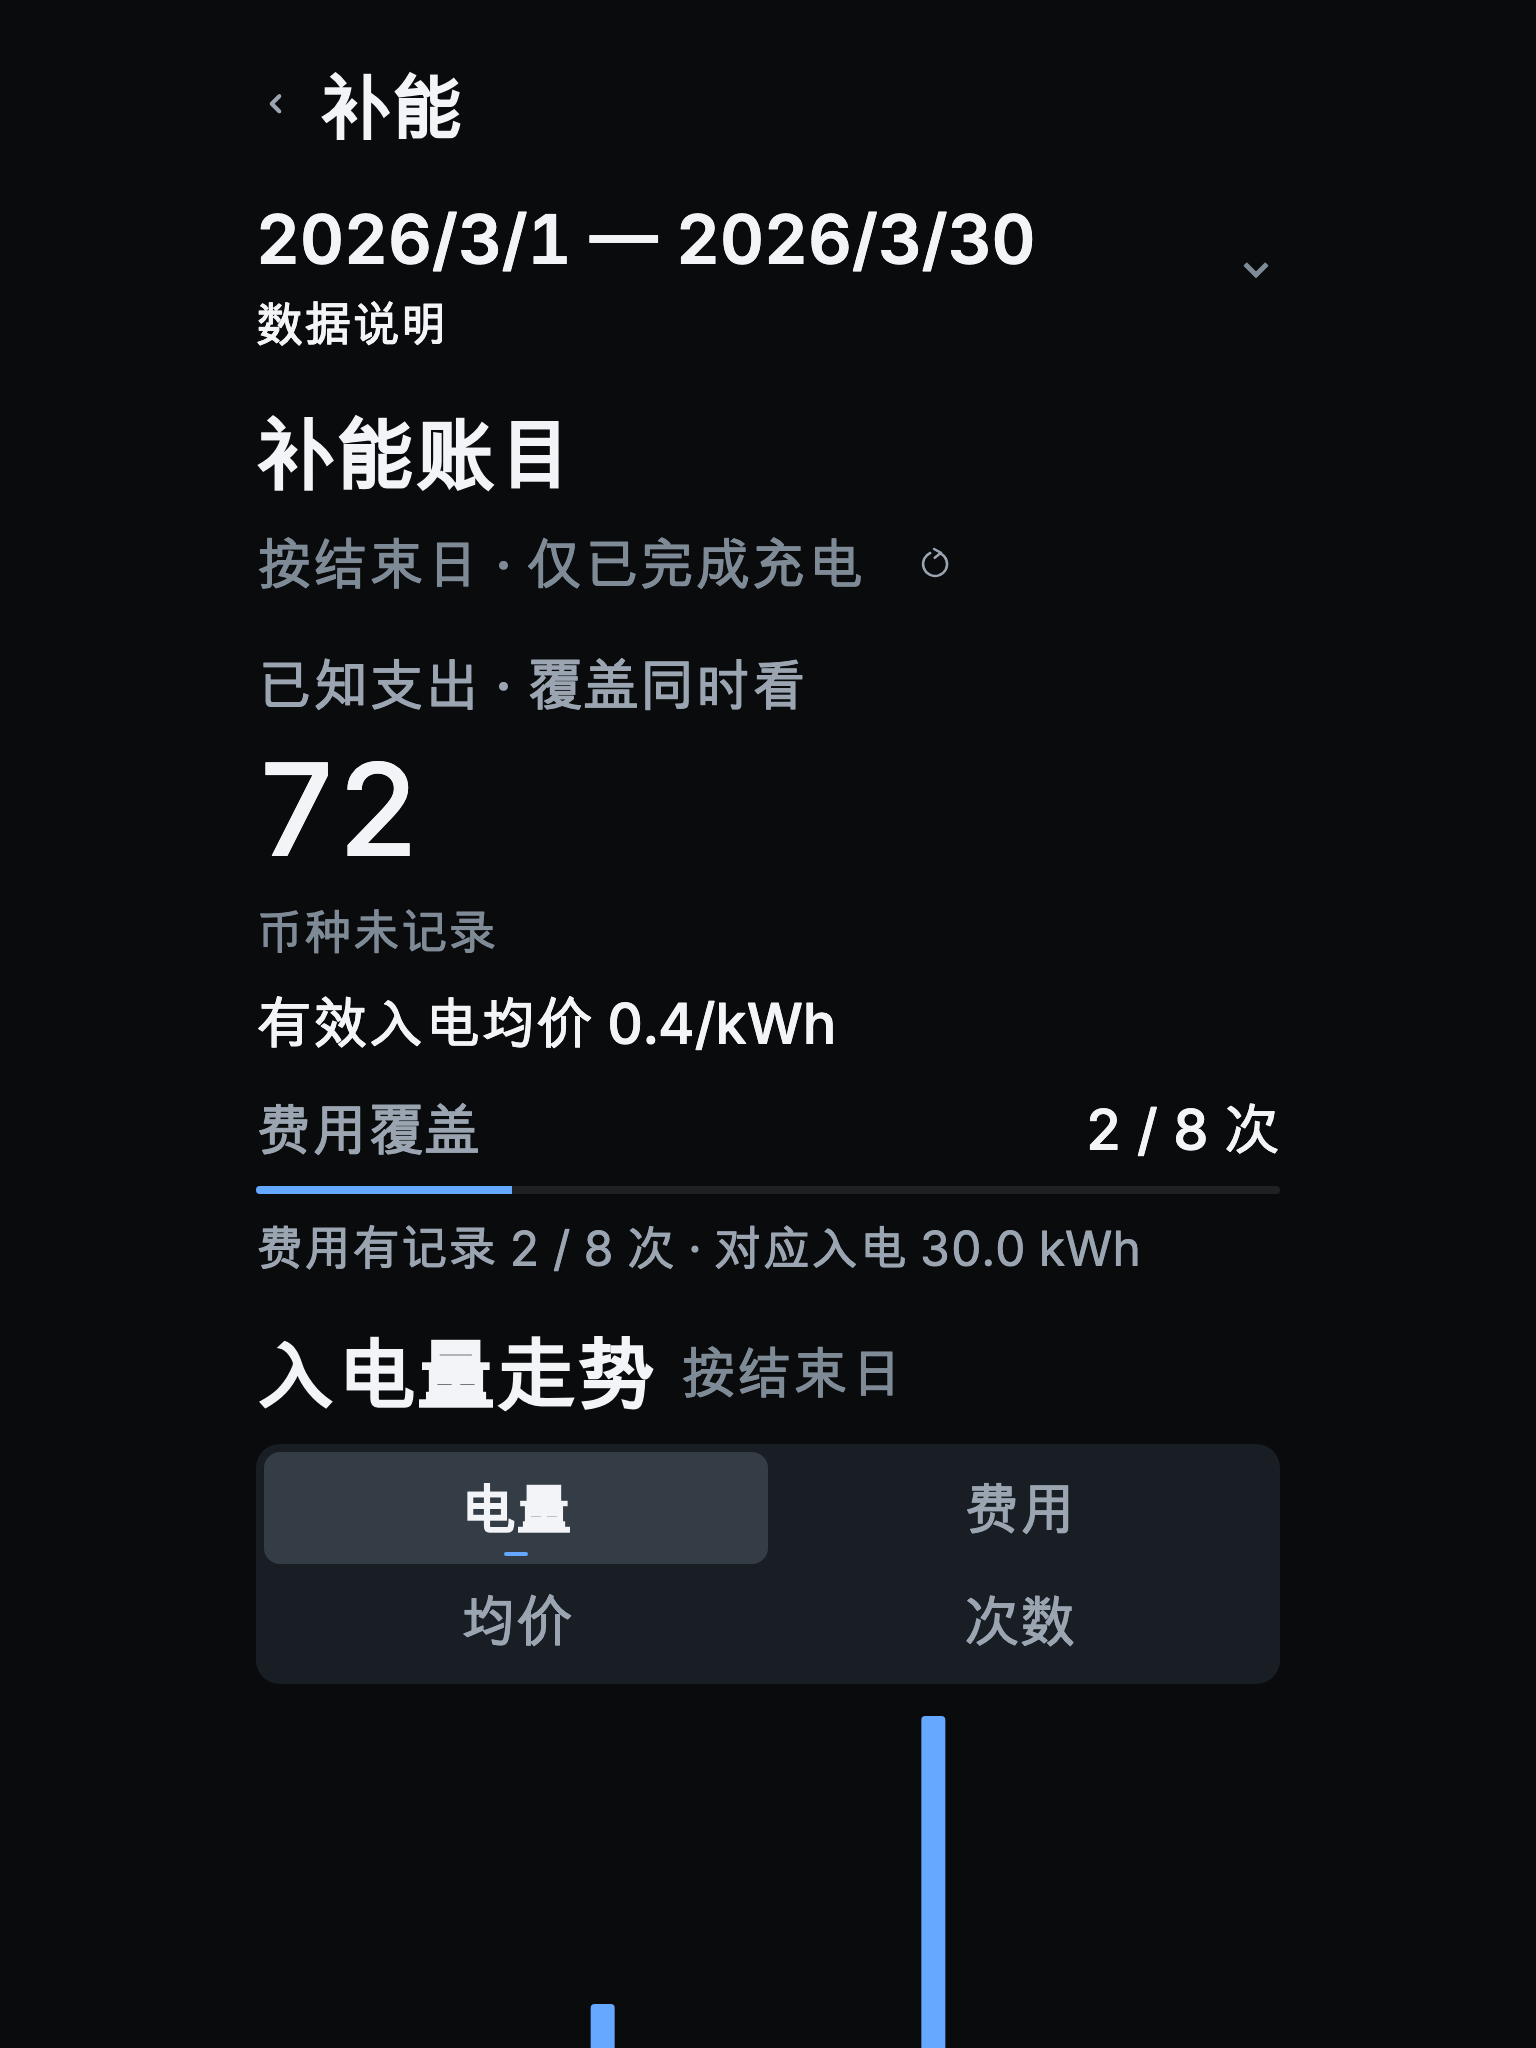 补能
2026/3/1 — 2026/3/30
数据说明
补能账目
按结束日 · 仅已完成充电
已知支出 · 覆盖同时看
72
币种未记录
有效入电均价 0.4/kWh
费用覆盖 2 / 8 次
费用有记录 2 / 8 次 · 对应入电 30.0 kWh
入电量走势 按结束日
电量 费用
均价 次数